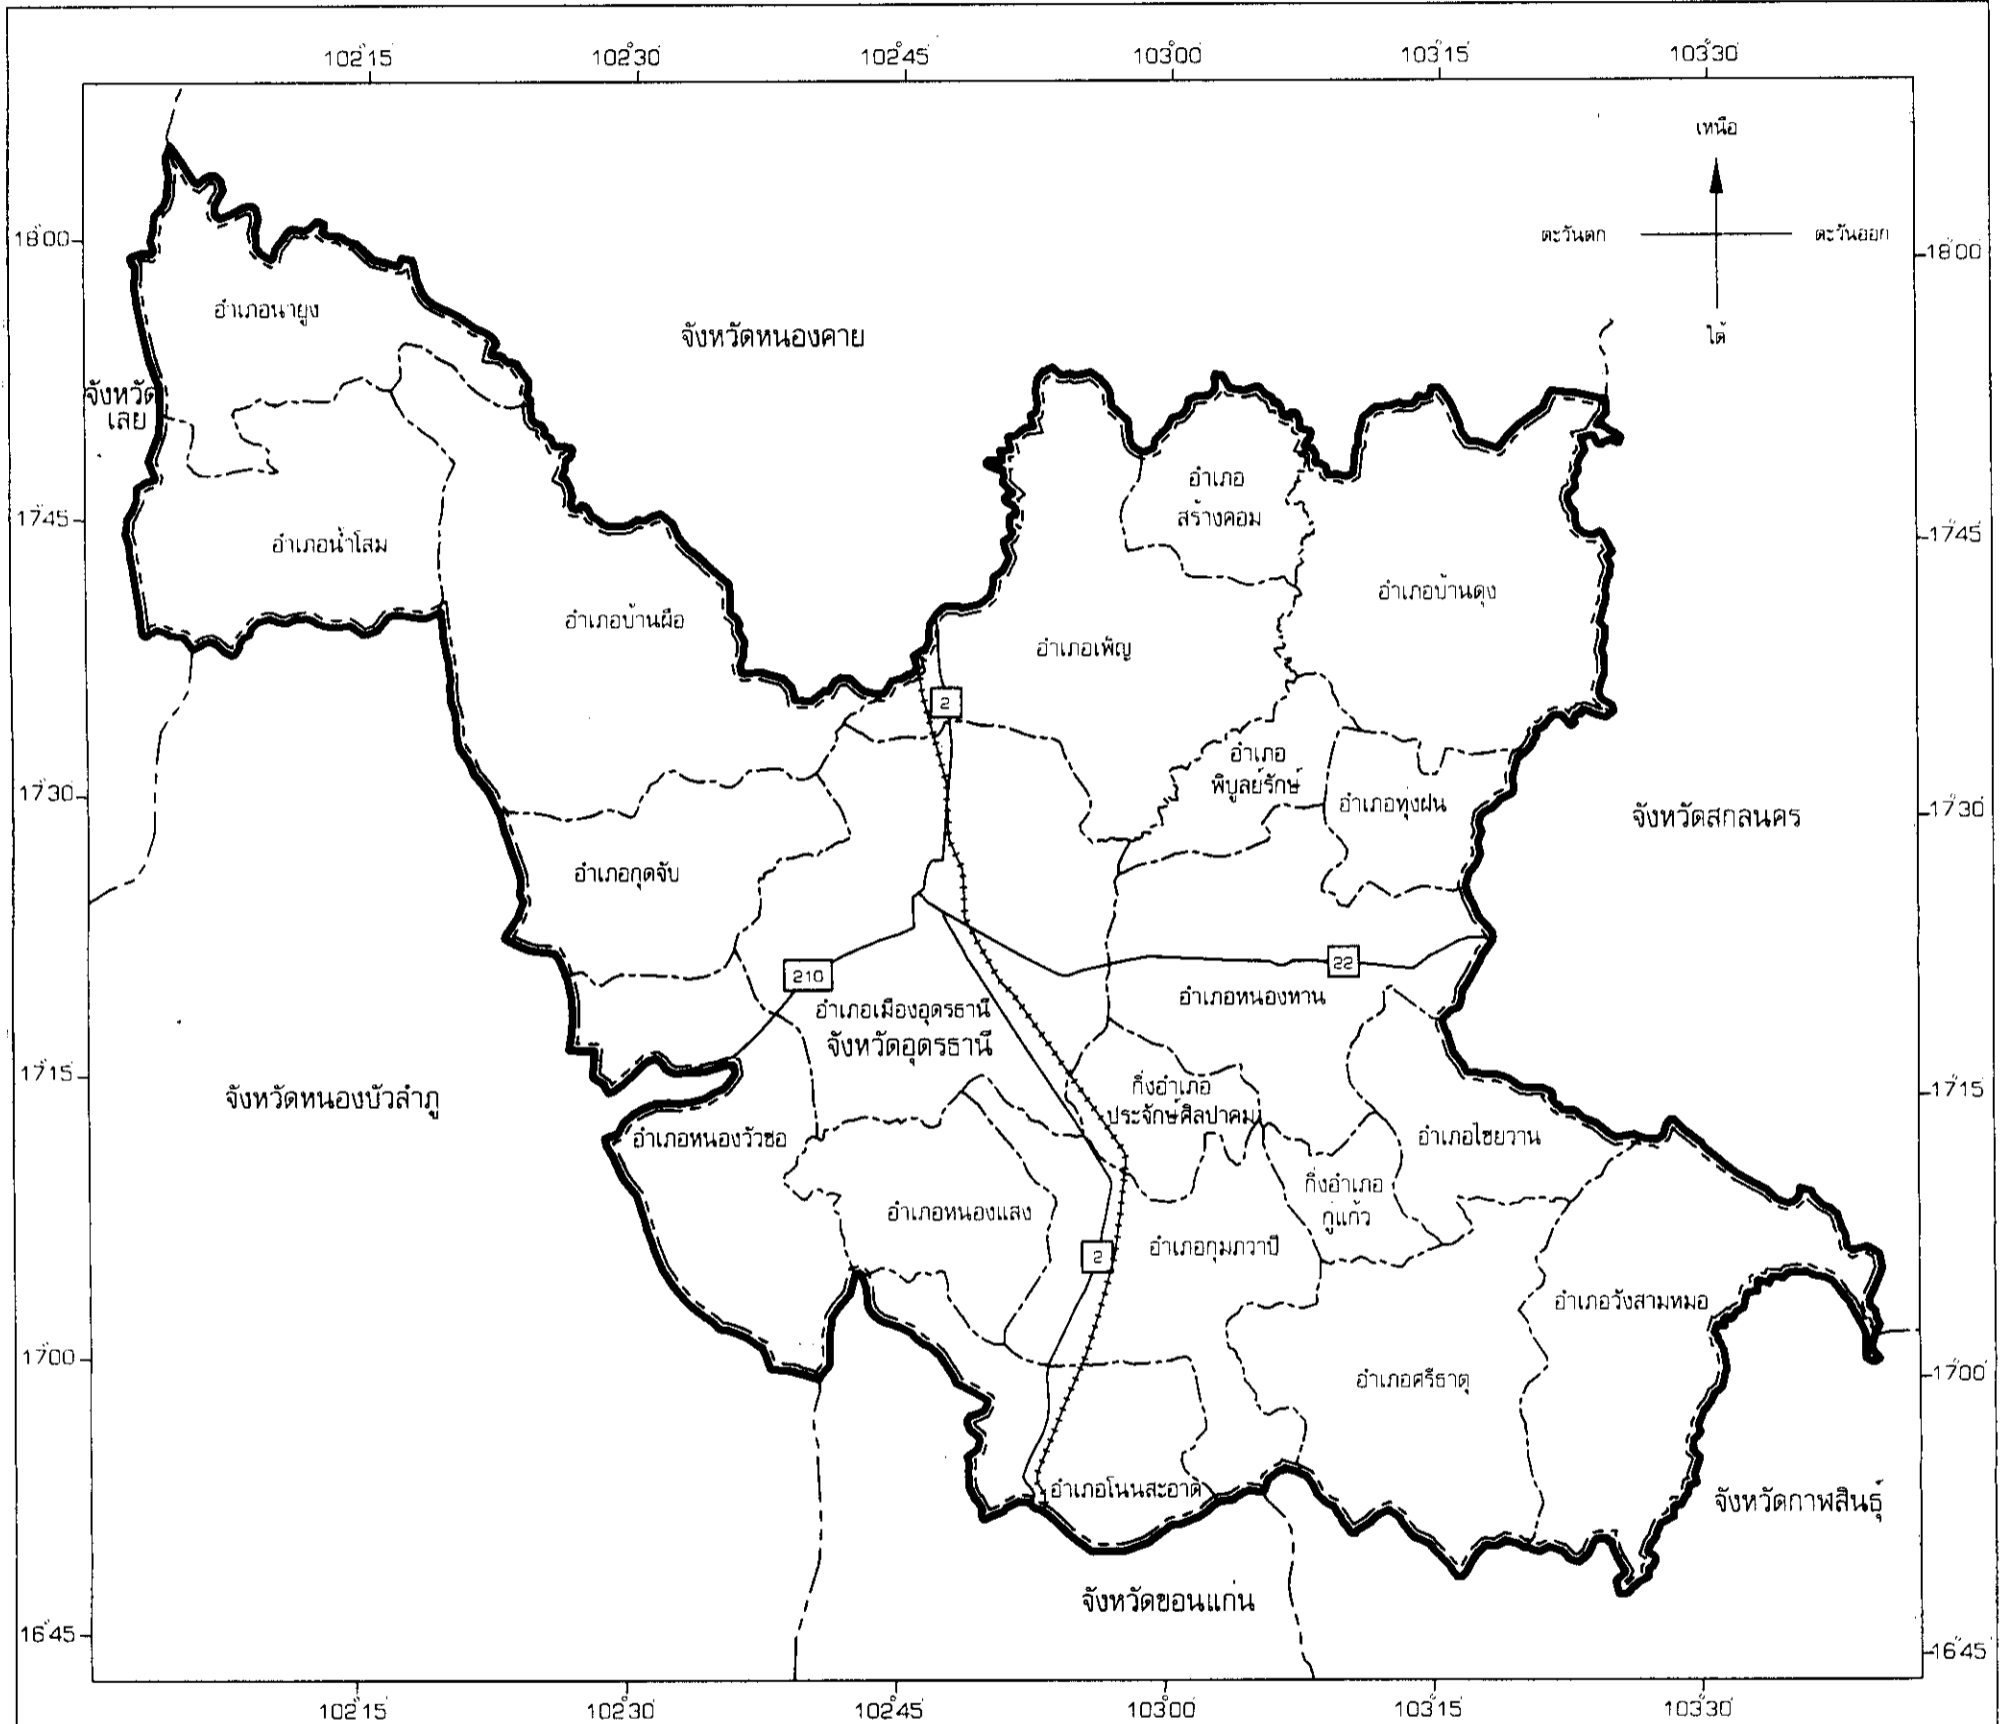 102°15' 102°30' 102°45' 103°00' 103°15' 103°30'
เหนือ
ตะวันตก ตะวันออก
ใต้
18°00' 18°00'
อำเภอนายูง
จังหวัดหนองคาย
จังหวัด
เลย
อำเภอ
สร้างคอม
17°45' 17°45'
อำเภอน้ำโสม
อำเภอบ้านดุง
อำเภอบ้านผือ
อำเภอเพ็ญ
2
อำเภอ
พิบูลย์รักษ์
17°30' 17°30'
อำเภอทุ่งฝน
จังหวัดสกลนคร
อำเภอกุดจับ
22
210
อำเภอหนองหาน
อำเภอเมืองอุดรธานี
จังหวัดอุดรธานี
17°15' 17°15'
จังหวัดหนองบัวลำภู
กิ่งอำเภอ
ประจักษ์ศิลปาคม
อำเภอหนองวัวซอ
อำเภอไชยวาน
กิ่งอำเภอ
กู่แก้ว
อำเภอหนองแสง
อำเภอกุมภวาปี
2
อำเภอวังสามหมอ
17°00' 17°00'
อำเภอศรีธาตุ
อำเภอโนนสะอาด
จังหวัดกาฬสินธุ์
จังหวัดขอนแก่น
16°45' 16°45'
102°15' 102°30' 102°45' 103°00' 103°15' 103°30'